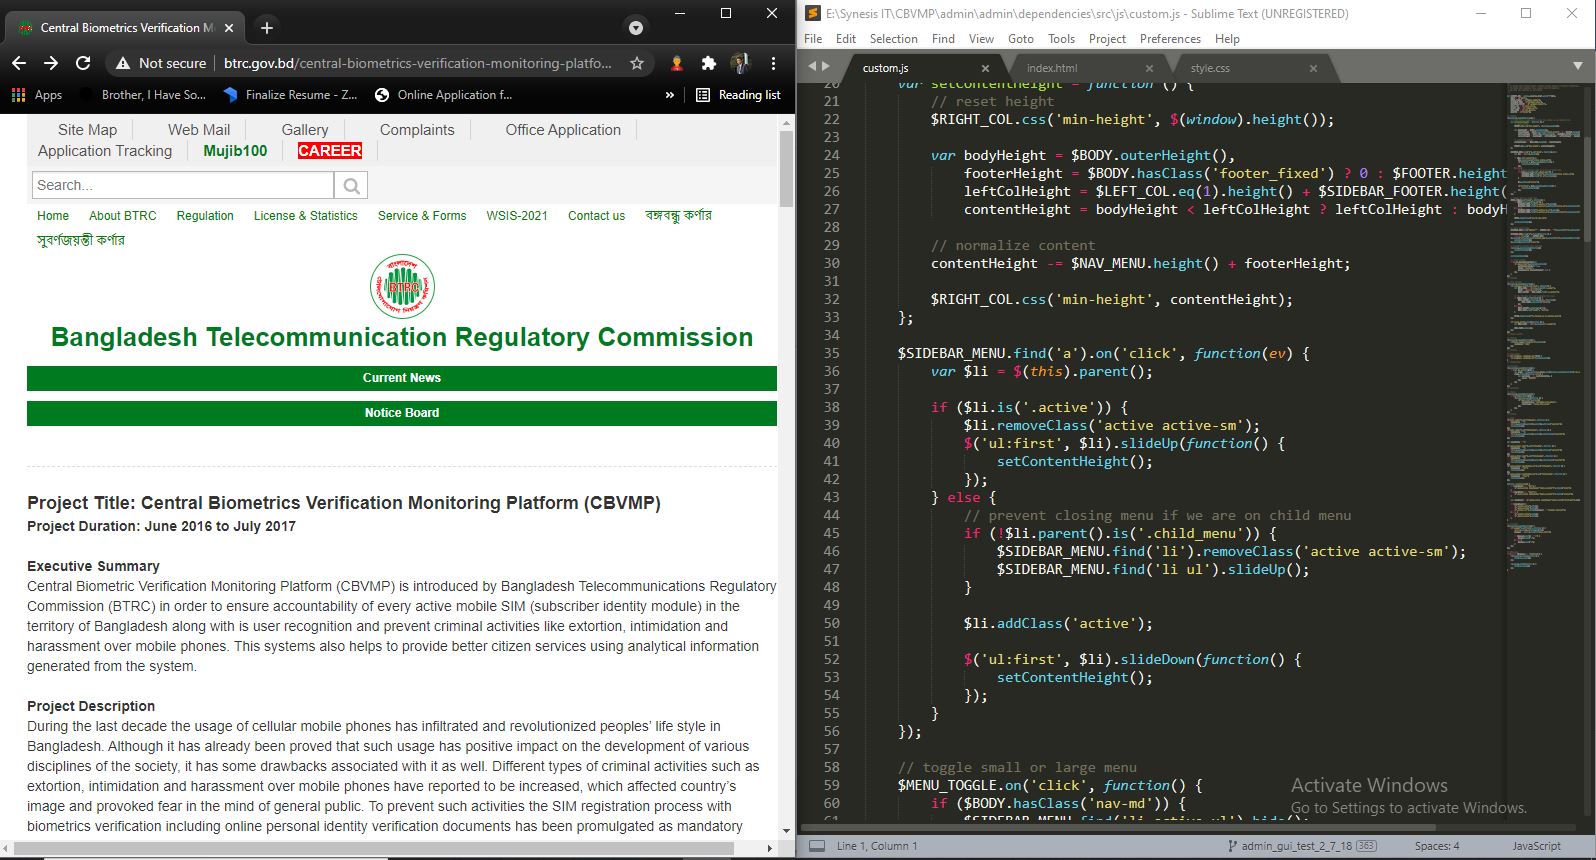 Central Biometrics Verification M
Not secure
btrc.gov.bd/central-biometrics-verification-monitoring-platfo...
Apps
Brother, I Have So...
Finalize Resume - Z...
Online Application f...
»
Reading list
Site Map
Web Mail
Gallery
Complaints
Office Application
Application Tracking
Mujib100
CAREER
Search...
Home
About BTRC
Regulation
License & Statistics
Service & Forms
WSIS-2021
Contact us
বঙ্গবন্ধু কর্ণার
সুবর্ণজয়ন্তী কর্ণার
BTRC
Bangladesh Telecommunication Regulatory Commission
Current News
Notice Board
Project Title: Central Biometrics Verification Monitoring Platform (CBVMP)
Project Duration: June 2016 to July 2017
Executive Summary
Central Biometric Verification Monitoring Platform (CBVMP) is introduced by Bangladesh Telecommunications Regulatory
Commission (BTRC) in order to ensure accountability of every active mobile SIM (subscriber identity module) in the
territory of Bangladesh along with is user recognition and prevent criminal activities like extortion, intimidation and
harassment over mobile phones. This systems also helps to provide better citizen services using analytical information
generated from the system.
Project Description
During the last decade the usage of cellular mobile phones has infiltrated and revolutionized peoples' life style in
Bangladesh. Although it has already been proved that such usage has positive impact on the development of various
disciplines of the society, it has some drawbacks associated with it as well. Different types of criminal activities such as
extortion, intimidation and harassment over mobile phones have reported to be increased, which affected country's
image and provoked fear in the mind of general public. To prevent such activities the SIM registration process with
biometrics verification including online personal identity verification documents has been promulgated as mandatory
E:\Synesis IT\CBVMP\admin\admin\dependencies\src\js\custom.js - Sublime Text (UNREGISTERED)
File Edit Selection Find View Goto Tools Project Preferences Help
custom.js
index.html
style.css
20 var setContentHeight = function () {
21 // reset height
22 $RIGHT_COL.css('min-height', $(window).height());
23
24 var bodyHeight = $BODY.outerHeight(),
25 footerHeight = $BODY.hasClass('footer_fixed') ? 0 : $FOOTER.height
26 leftColHeight = $LEFT_COL.eq(1).height() + $SIDEBAR_FOOTER.height(
27 contentHeight = bodyHeight < leftColHeight ? leftColHeight : bodyH
28
29 // normalize content
30 contentHeight -= $NAV_MENU.height() + footerHeight;
31
32 $RIGHT_COL.css('min-height', contentHeight);
33 };
34
35 $SIDEBAR_MENU.find('a').on('click', function(ev) {
36 var $li = $(this).parent();
37
38 if ($li.is('.active')) {
39 $li.removeClass('active active-sm');
40 $('ul:first', $li).slideUp(function() {
41 setContentHeight();
42 });
43 } else {
44 // prevent closing menu if we are on child menu
45 if (!$li.parent().is('.child_menu')) {
46 $SIDEBAR_MENU.find('li').removeClass('active active-sm');
47 $SIDEBAR_MENU.find('li ul').slideUp();
48 }
49
50 $li.addClass('active');
51
52 $('ul:first', $li).slideDown(function() {
53 setContentHeight();
54 });
55 }
56 });
57
58 // toggle small or large menu
59 $MENU_TOGGLE.on('click', function() {
60 if ($BODY.hasClass('nav-md')) {
61 $SIDEBAR_MENU.find('li.active ul').hide();
Activate Windows
Go to Settings to activate Windows.
Line 1, Column 1
admin_gui_test_2_7_18 363
Spaces: 4
JavaScript